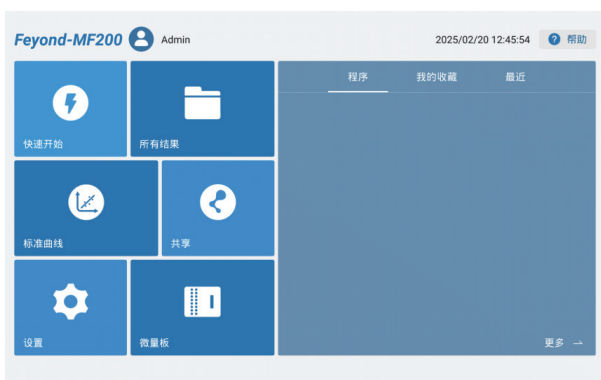 Feyond-MF200 Admin 2025/02/20 12:45:54 ? 帮助
程序 我的收藏 最近
快速开始 所有结果
标准曲线 共享
设置 微量板 更多 →